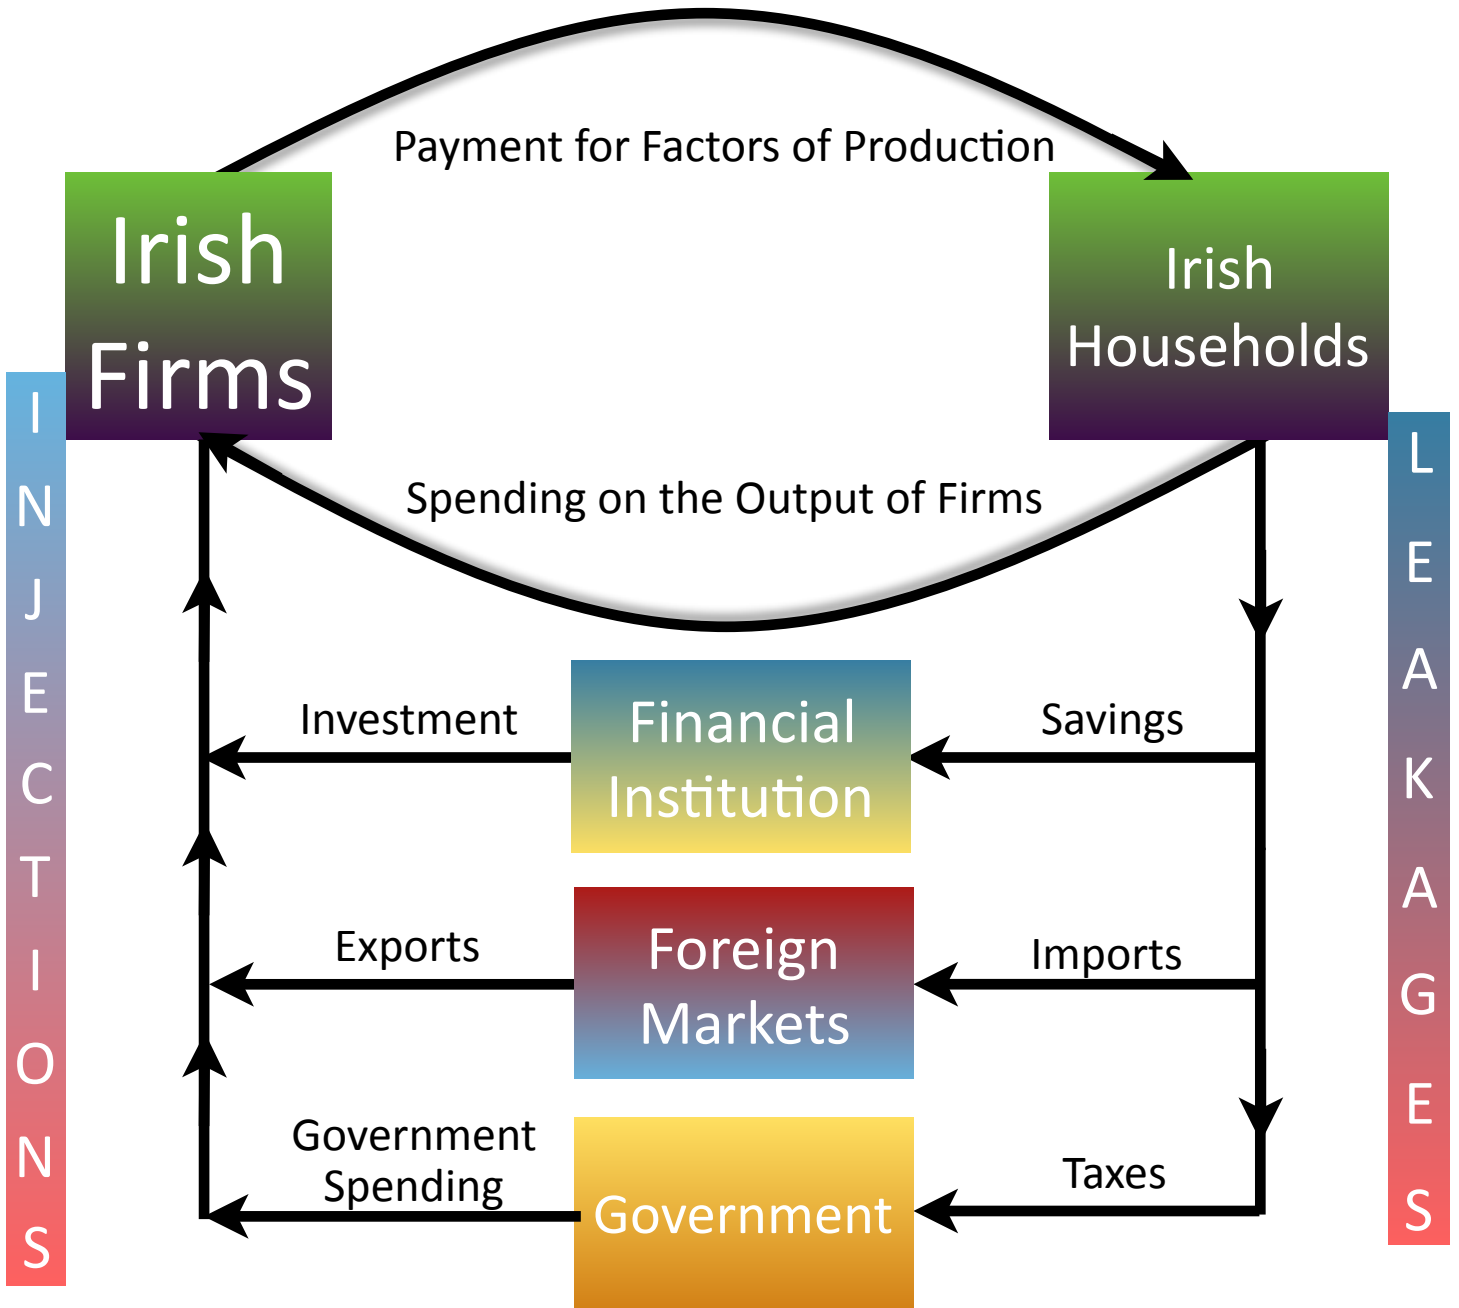 Payment for Factors of Production
Irish
Firms
Irish
Households
Spending on the Output of Firms
INJECTIONS
LEAKAGES
Investment
Financial
Institution
Savings
Exports
Foreign
Markets
Imports
Government
Spending
Government
Taxes